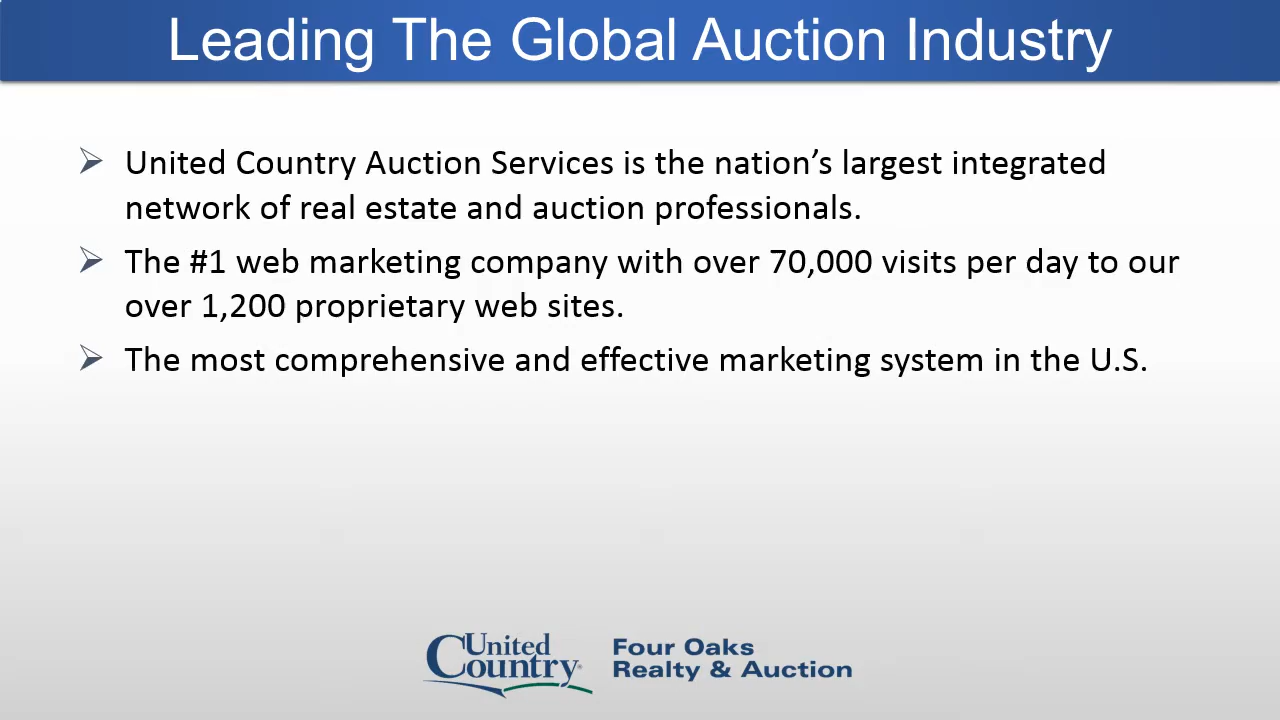 Leading The Global Auction Industry
United Country Auction Services is the nation’s largest integrated
network of real estate and auction professionals.
The #1 web marketing company with over 70,000 visits per day to our
over 1,200 proprietary web sites.
The most comprehensive and effective marketing system in the U.S.
United
Country®
Four Oaks
Realty & Auction